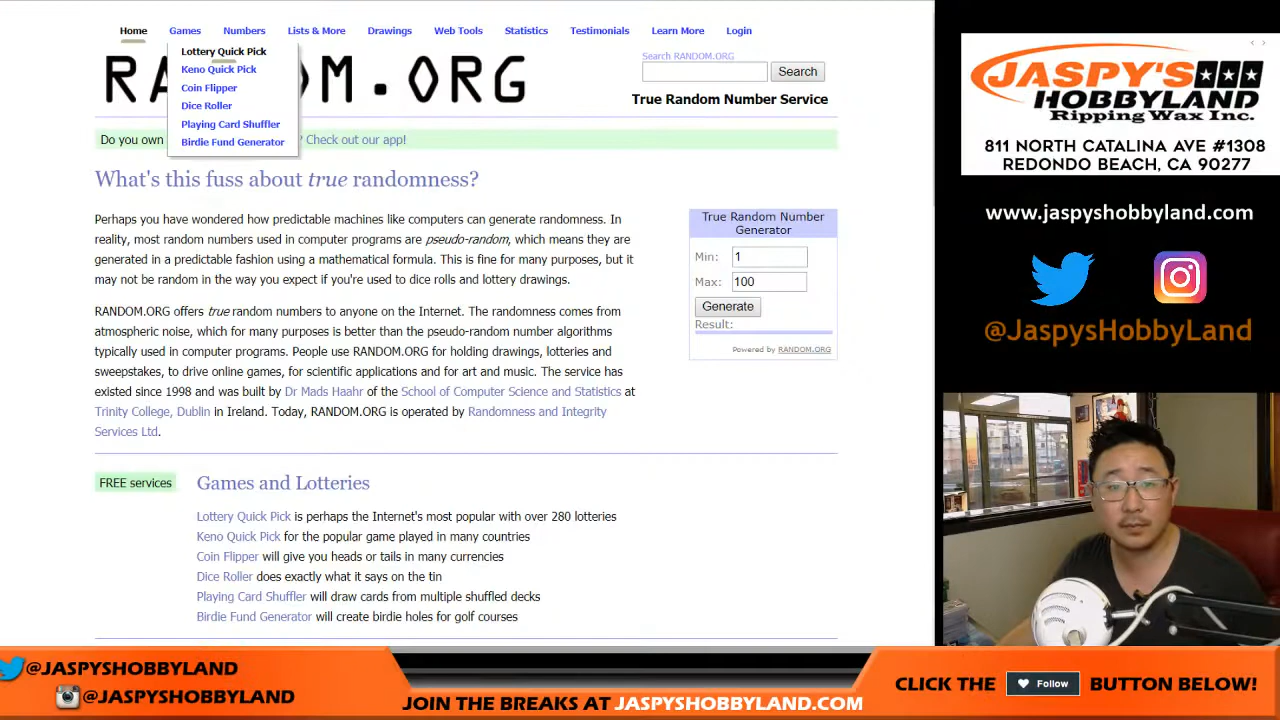 Home Games Numbers Lists & More Drawings Web Tools Statistics Testimonials Learn More Login
Lottery Quick Pick
Keno Quick Pick
Coin Flipper
Dice Roller
Playing Card Shuffler
Birdie Fund Generator
RA DOM.ORG
Search RANDOM.ORG
Search
True Random Number Service
Do you own ? Check out our app!
What's this fuss about true randomness?
Perhaps you have wondered how predictable machines like computers can generate randomness. In
reality, most random numbers used in computer programs are pseudo-random, which means they are
generated in a predictable fashion using a mathematical formula. This is fine for many purposes, but it
may not be random in the way you expect if you're used to dice rolls and lottery drawings.
RANDOM.ORG offers true random numbers to anyone on the Internet. The randomness comes from
atmospheric noise, which for many purposes is better than the pseudo-random number algorithms
typically used in computer programs. People use RANDOM.ORG for holding drawings, lotteries and
sweepstakes, to drive online games, for scientific applications and for art and music. The service has
existed since 1998 and was built by Dr Mads Haahr of the School of Computer Science and Statistics at
Trinity College, Dublin in Ireland. Today, RANDOM.ORG is operated by Randomness and Integrity
Services Ltd.
True Random Number
Generator
Min: 1
Max: 100
Generate
Result:
Powered by RANDOM.ORG
FREE services
Games and Lotteries
Lottery Quick Pick is perhaps the Internet's most popular with over 280 lotteries
Keno Quick Pick for the popular game played in many countries
Coin Flipper will give you heads or tails in many currencies
Dice Roller does exactly what it says on the tin
Playing Card Shuffler will draw cards from multiple shuffled decks
Birdie Fund Generator will create birdie holes for golf courses
JASPY'S
HOBBYLAND
Ripping Wax Inc.
811 NORTH CATALINA AVE #1308
REDONDO BEACH, CA 90277
www.jaspyshobbyland.com
@JaspysHobbyLand
@JASPYSHOBBYLAND
@JASPYSHOBBYLAND
JOIN THE BREAKS AT JASPYSHOBBYLAND.COM
CLICK THE Follow BUTTON BELOW!